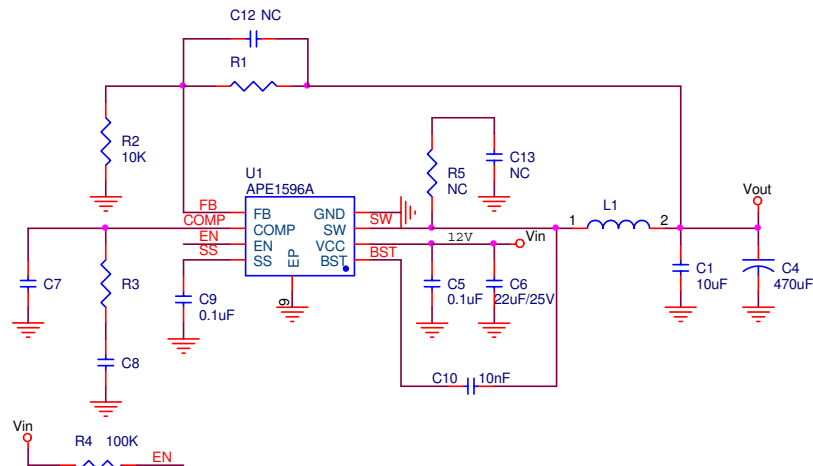 C12 NC
R1
R2
10K
R5
NC
C13
NC
U1
APE1596A
L1
Vout
FB
FB
GND
COMP
COMP
SW
SW
1
2
EN
EN
VCC
12V
Vin
SS
SS
EP
BST
BST
9
C7
R3
C9
0.1uF
C5
0.1uF
C6
22uF/25V
C1
10uF
C4
470uF
C8
C10
10nF
Vin
R4
100K
EN